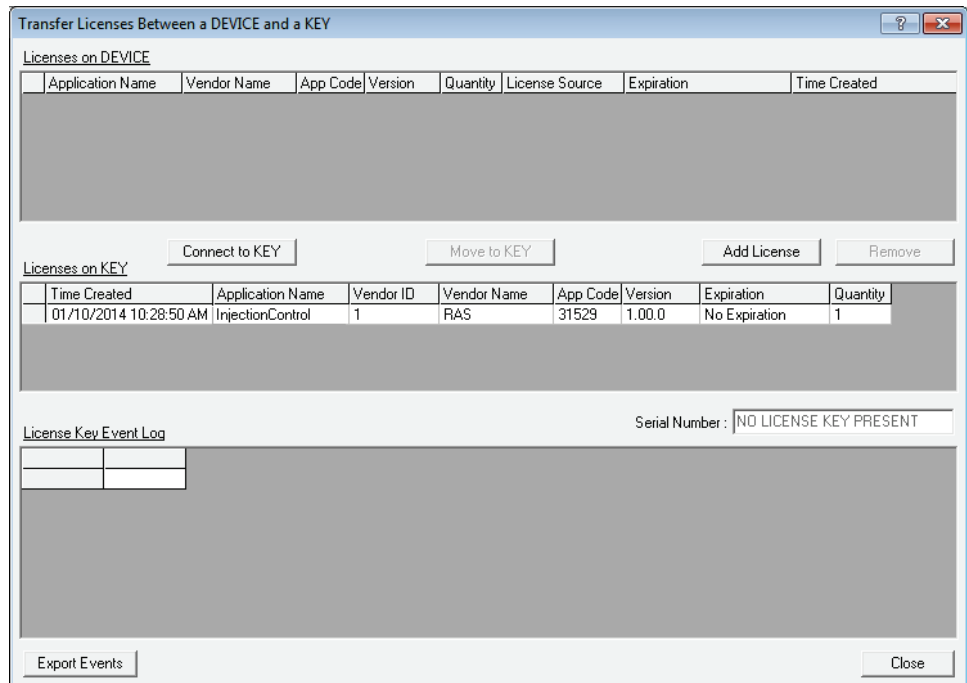 Transfer Licenses Between a DEVICE and a KEY
?
Licenses on DEVICE
Application Name Vendor Name App Code Version Quantity License Source Expiration Time Created
Connect to KEY Move to KEY Add License Remove
Licenses on KEY
Time Created Application Name Vendor ID Vendor Name App Code Version Expiration Quantity
01/10/2014 10:28:50 AM InjectionControl 1 RAS 31529 1.00.0 No Expiration 1
Serial Number : NO LICENSE KEY PRESENT
License Key Event Log
Export Events Close